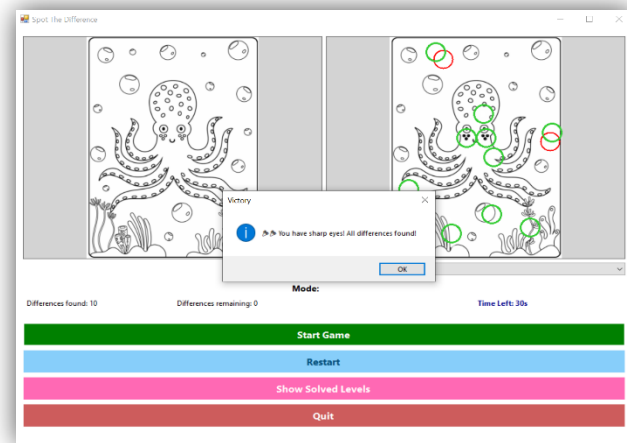 Spot The Difference
Victory
You have sharp eyes! All differences found!
OK
Mode:
Differences found: 10
Differences remaining: 0
Time Left: 30s
Start Game
Restart
Show Solved Levels
Quit